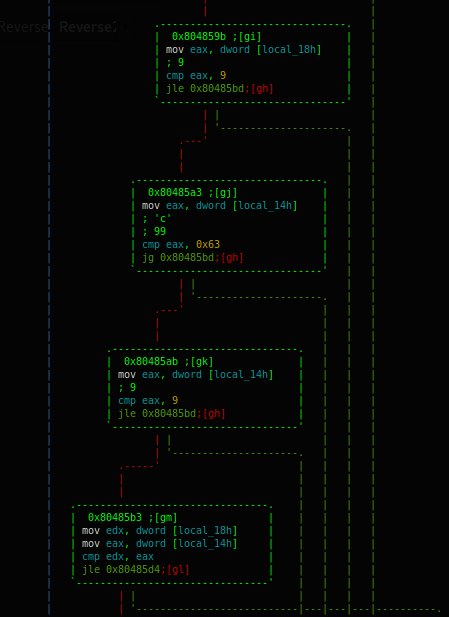 Reverse Reverse:
0x804859b ;[gi]
mov eax, dword [local_18h]
; 9
cmp eax, 9
jle 0x80485bd;[gh]
0x80485a3 ;[gj]
mov eax, dword [local_14h]
; 'c'
; 99
cmp eax, 0x63
jg 0x80485bd;[gh]
0x80485ab ;[gk]
mov eax, dword [local_14h]
; 9
cmp eax, 9
jle 0x80485bd;[gh]
0x80485b3 ;[gm]
mov edx, dword [local_18h]
mov eax, dword [local_14h]
cmp edx, eax
jle 0x80485d4;[gl]